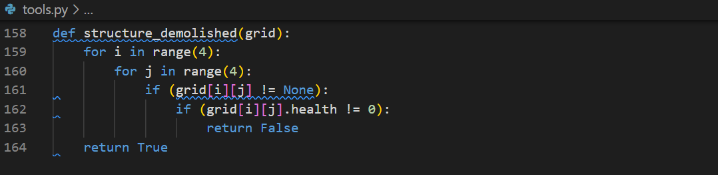 tools.py > ...
158 def structure_demolished(grid):
159     for i in range(4):
160         for j in range(4):
161             if (grid[i][j] != None):
162                 if (grid[i][j].health != 0):
163                     return False
164     return True